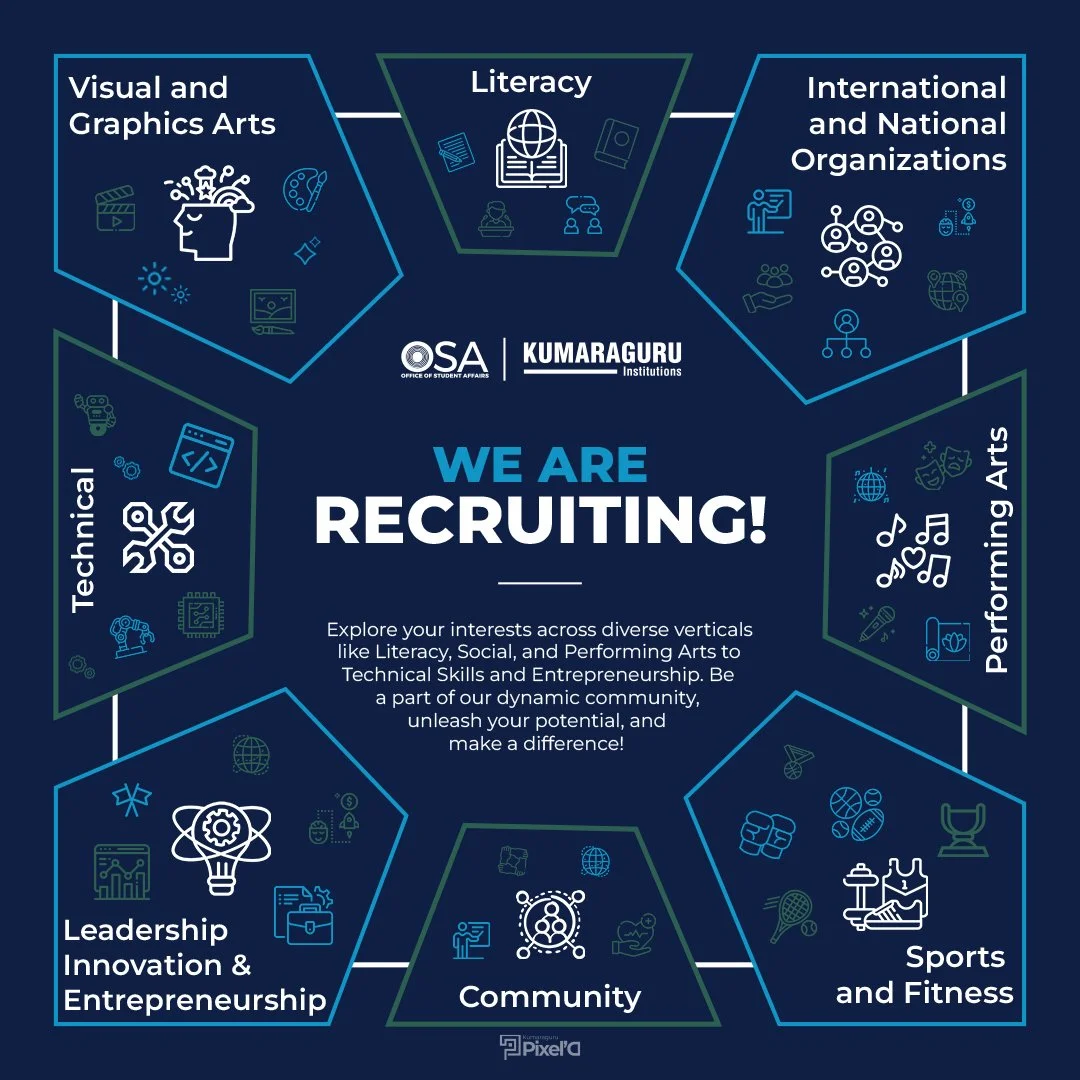 Visual and
Graphics Arts
Literacy
International
and National
Organizations
OSA
OFFICE OF STUDENT AFFAIRS
KUMARAGURU
Institutions
Technical
WE ARE
RECRUITING!
Performing Arts
Explore your interests across diverse verticals
like Literacy, Social, and Performing Arts to
Technical Skills and Entrepreneurship. Be
a part of our dynamic community,
unleash your potential, and
make a difference!
Leadership
Innovation &
Entrepreneurship
Community
1
Sports
and Fitness
Kumaraguru
Pixel'D